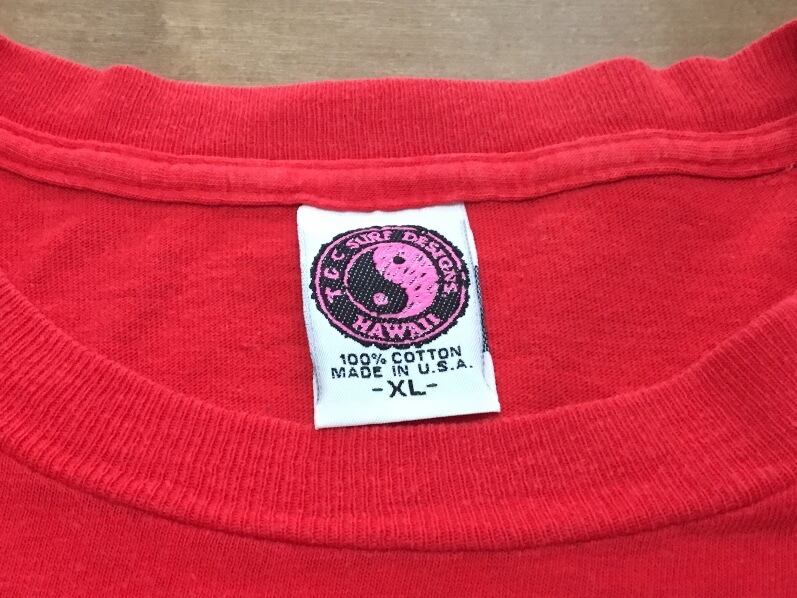 T & C SURF DESIGNS
HAWAII
100% COTTON
MADE IN U.S.A.
-XL-